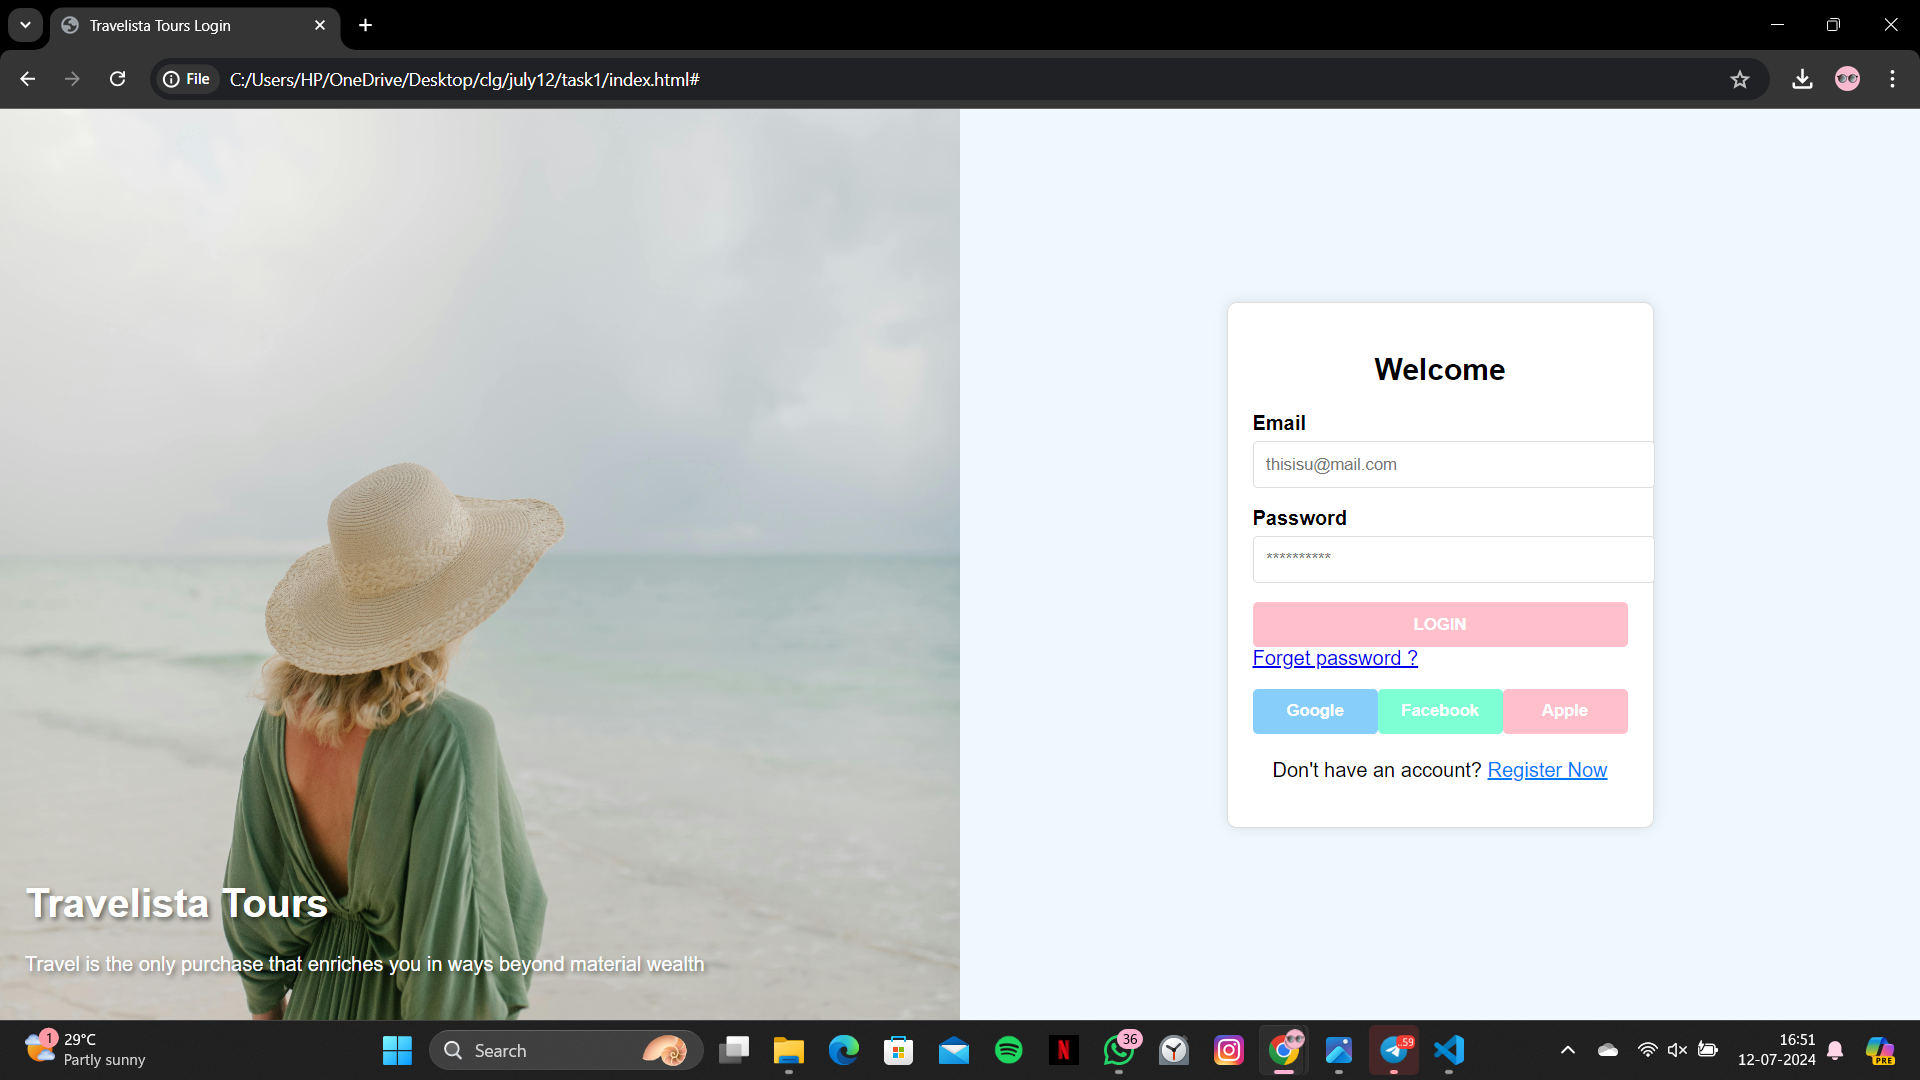 Travelista Tours Login
File
C:/Users/HP/OneDrive/Desktop/clg/july12/task1/index.html#
Welcome
Email
thisisu@mail.com
Password
**********
LOGIN
Forget password ?
Google Facebook Apple
Don't have an account? Register Now
Travelista Tours
Travel is the only purchase that enriches you in ways beyond material wealth
1
29°C
Partly sunny
Search
N
36
.59
16:51
12-07-2024
PRE